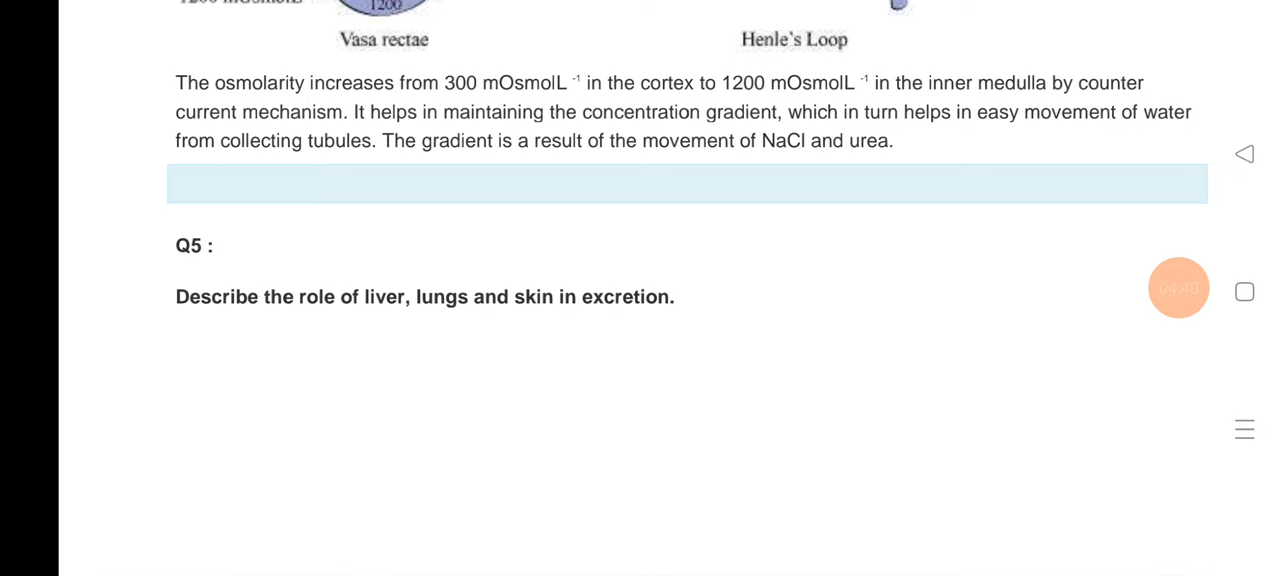 1200
Vasa rectae
Henle's Loop
The osmolarity increases from 300 mOsmolL ⁻¹ in the cortex to 1200 mOsmolL ⁻¹ in the inner medulla by counter
current mechanism. It helps in maintaining the concentration gradient, which in turn helps in easy movement of water
from collecting tubules. The gradient is a result of the movement of NaCl and urea.
Q5 :
Describe the role of liver, lungs and skin in excretion.
04:40